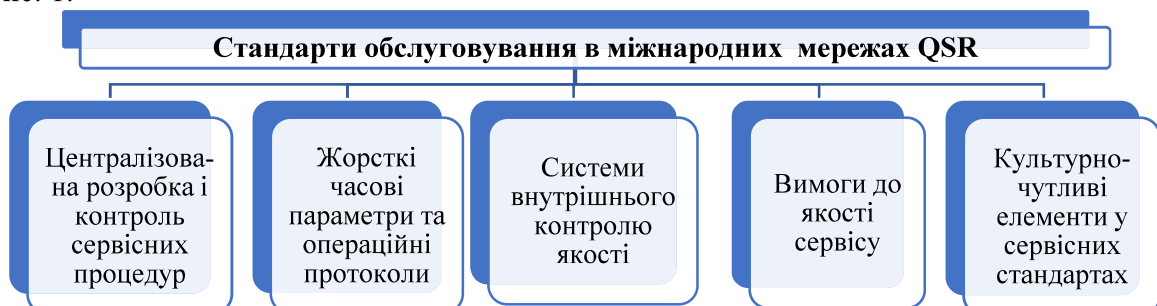 Стандарти обслуговування в міжнародних мережах QSR
Централізова-
на розробка і
контроль
сервісних
процедур
Жорсткі
часові
параметри та
операційні
протоколи
Системи
внутрішнього
контролю
якості
Вимоги до
якості
сервісу
Культурно-
чутливі
елементи у
сервісних
стандартах